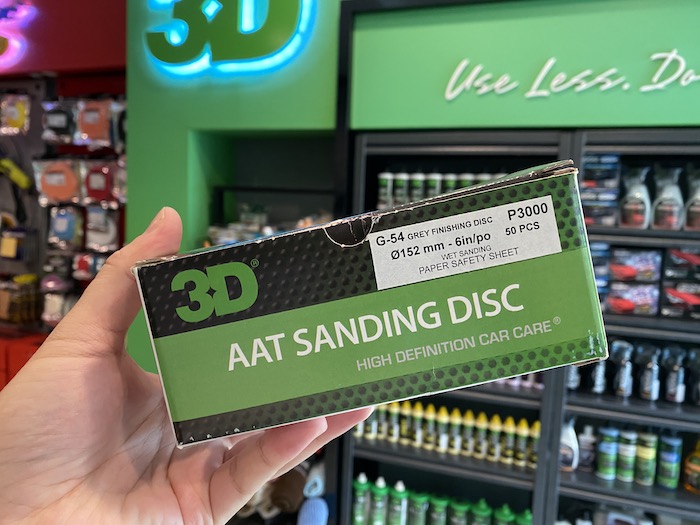 3D
Use Less. Do
G-54 GREY FINISHING DISC P3000
Ø152 mm - 6in/po 50 PCS
WET SANDING
PAPER SAFETY SHEET
3D®
AAT SANDING DISC
HIGH DEFINITION CAR CARE®